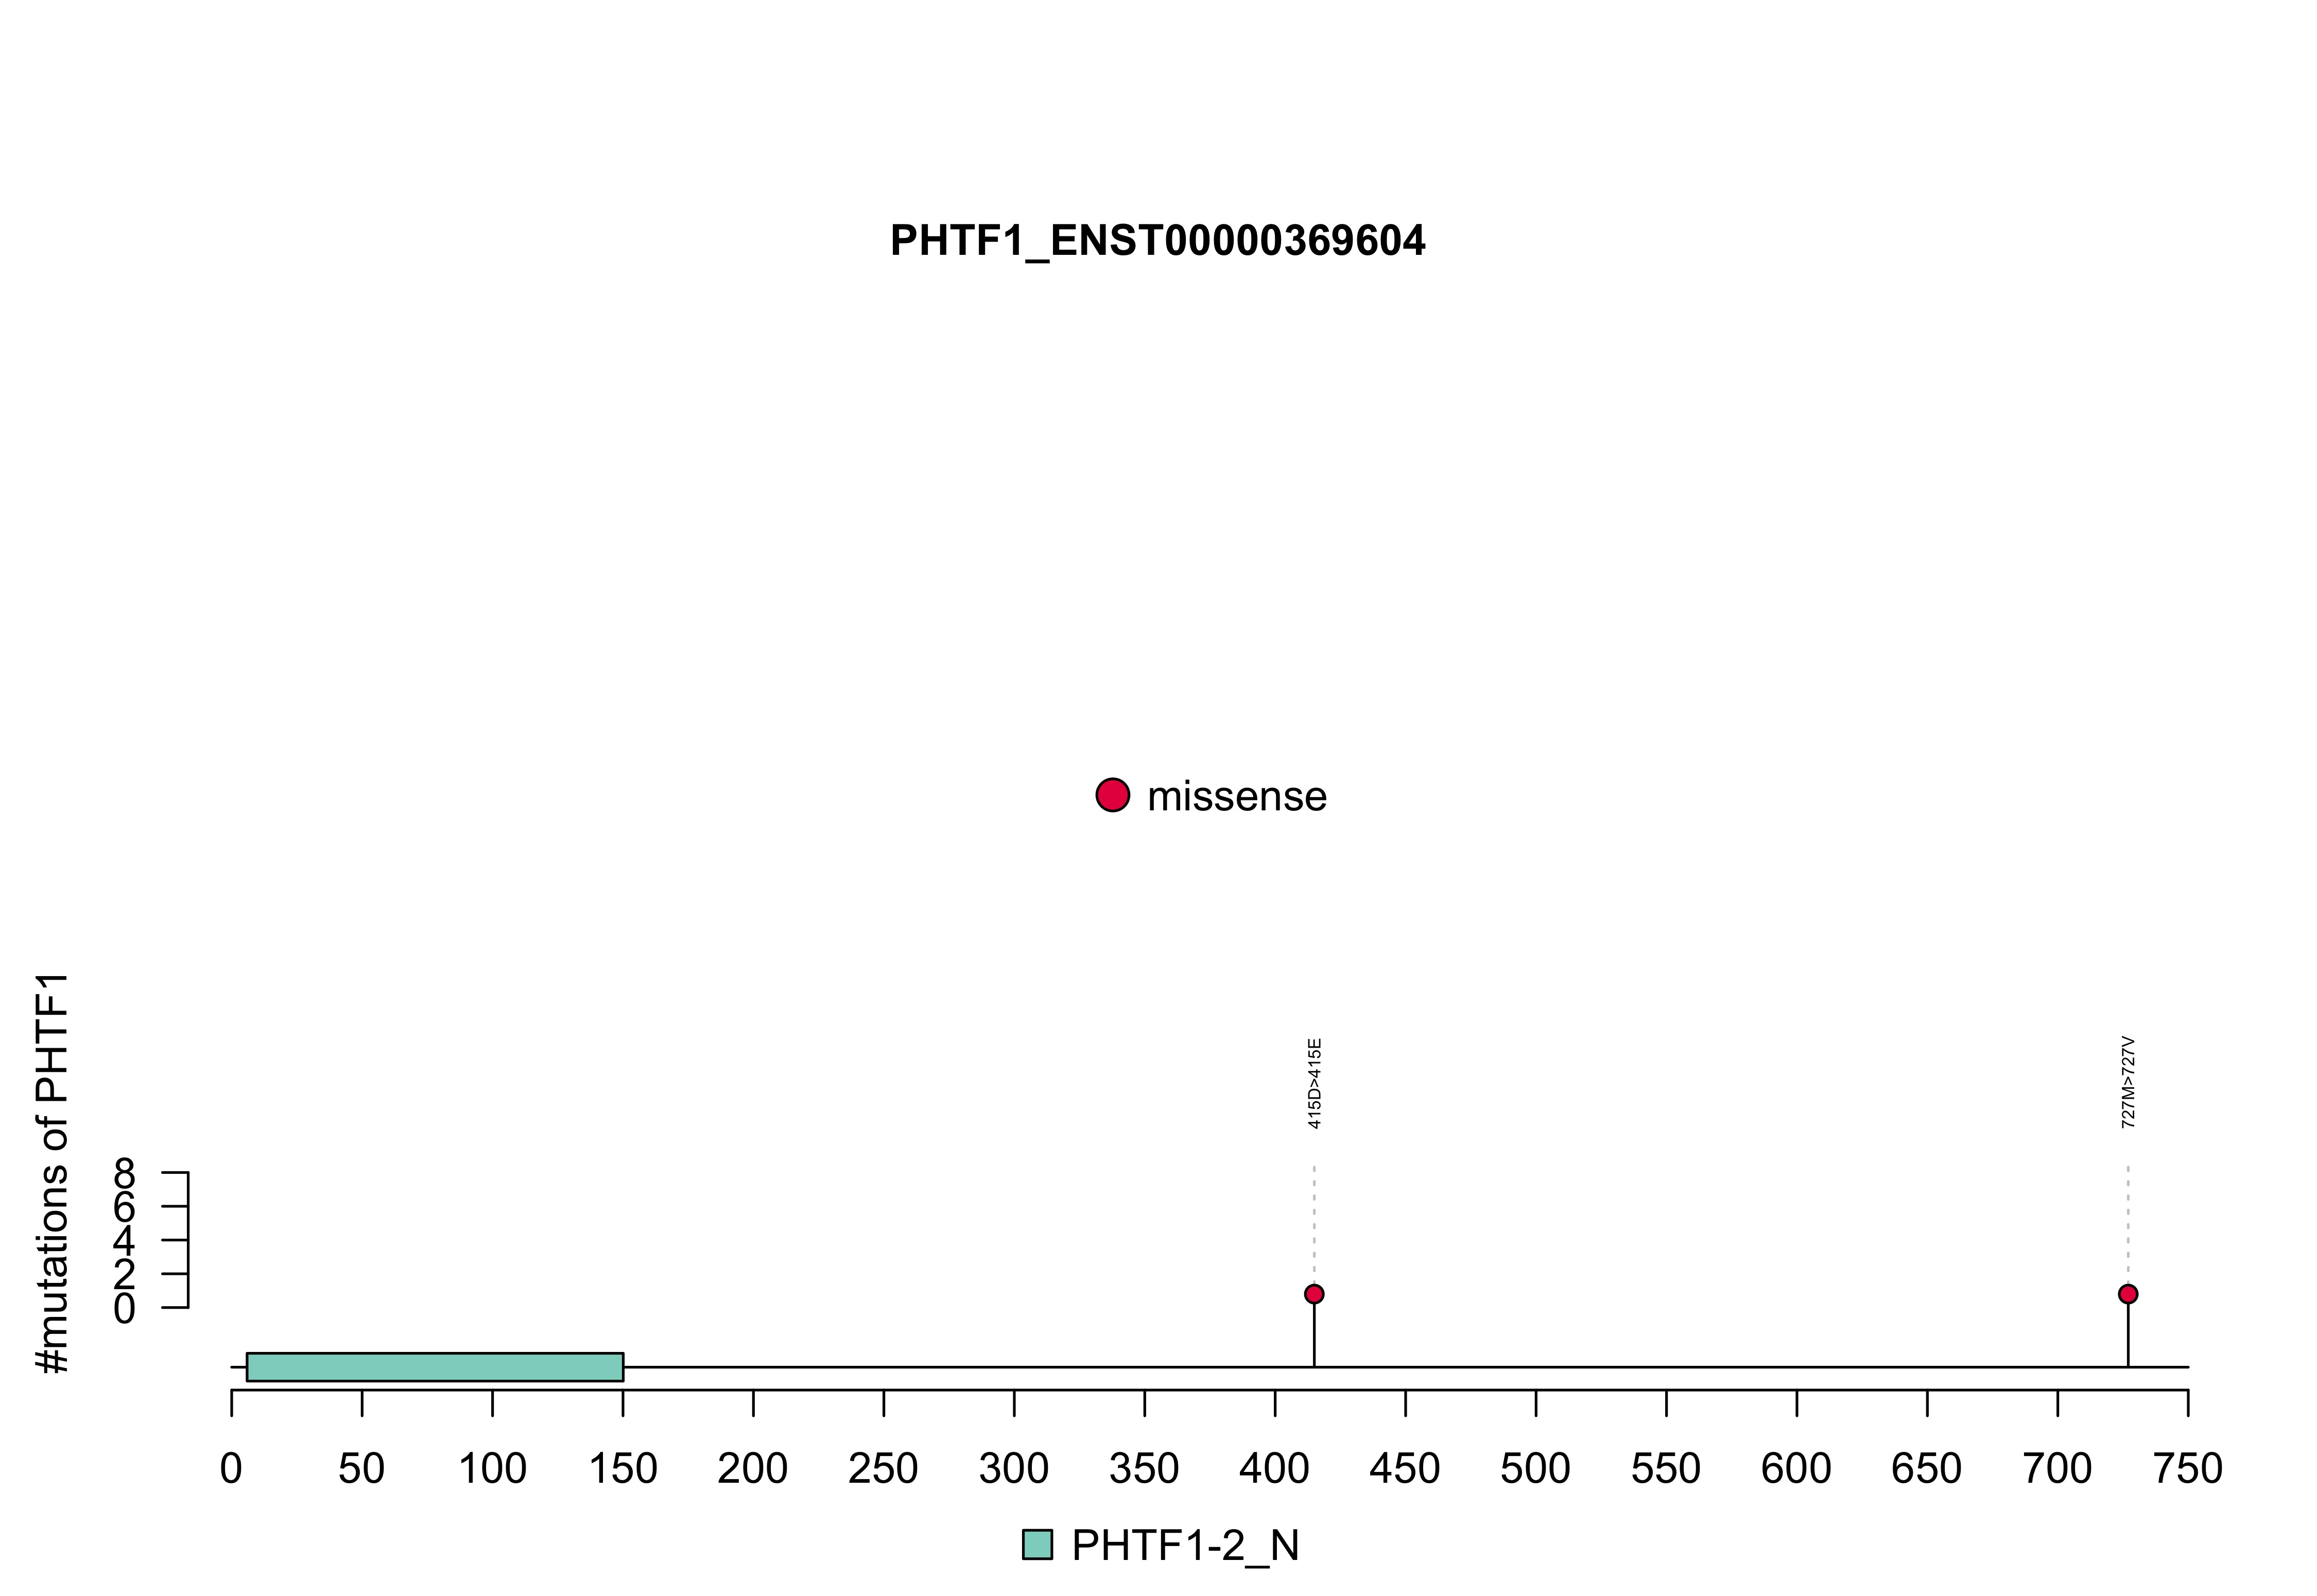 PHTF1_ENST00000369604
missense
#mutations of PHTF1
415D>415E
727M>727V
8
6
4
2
0
0 50 100 150 200 250 300 350 400 450 500 550 600 650 700 750
PHTF1-2_N